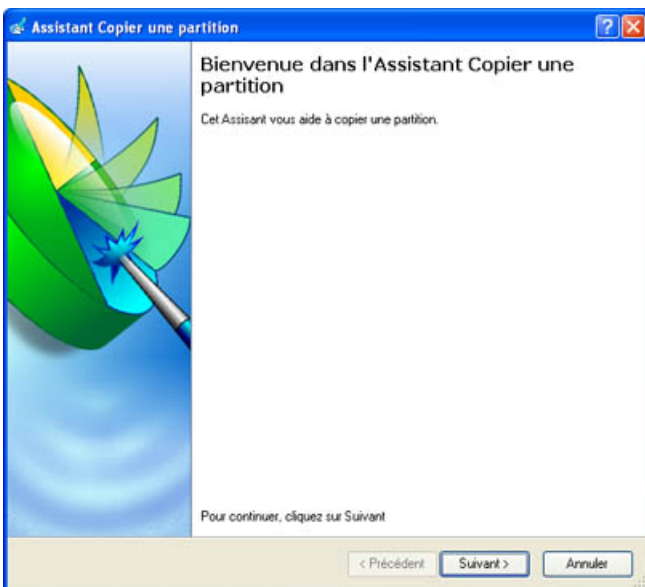 Assistant Copier une partition
Bienvenue dans l'Assistant Copier une
partition
Cet Assisant vous aide à copier une partition.
Pour continuer, cliquez sur Suivant
< Précédent
Suivant >
Annuler